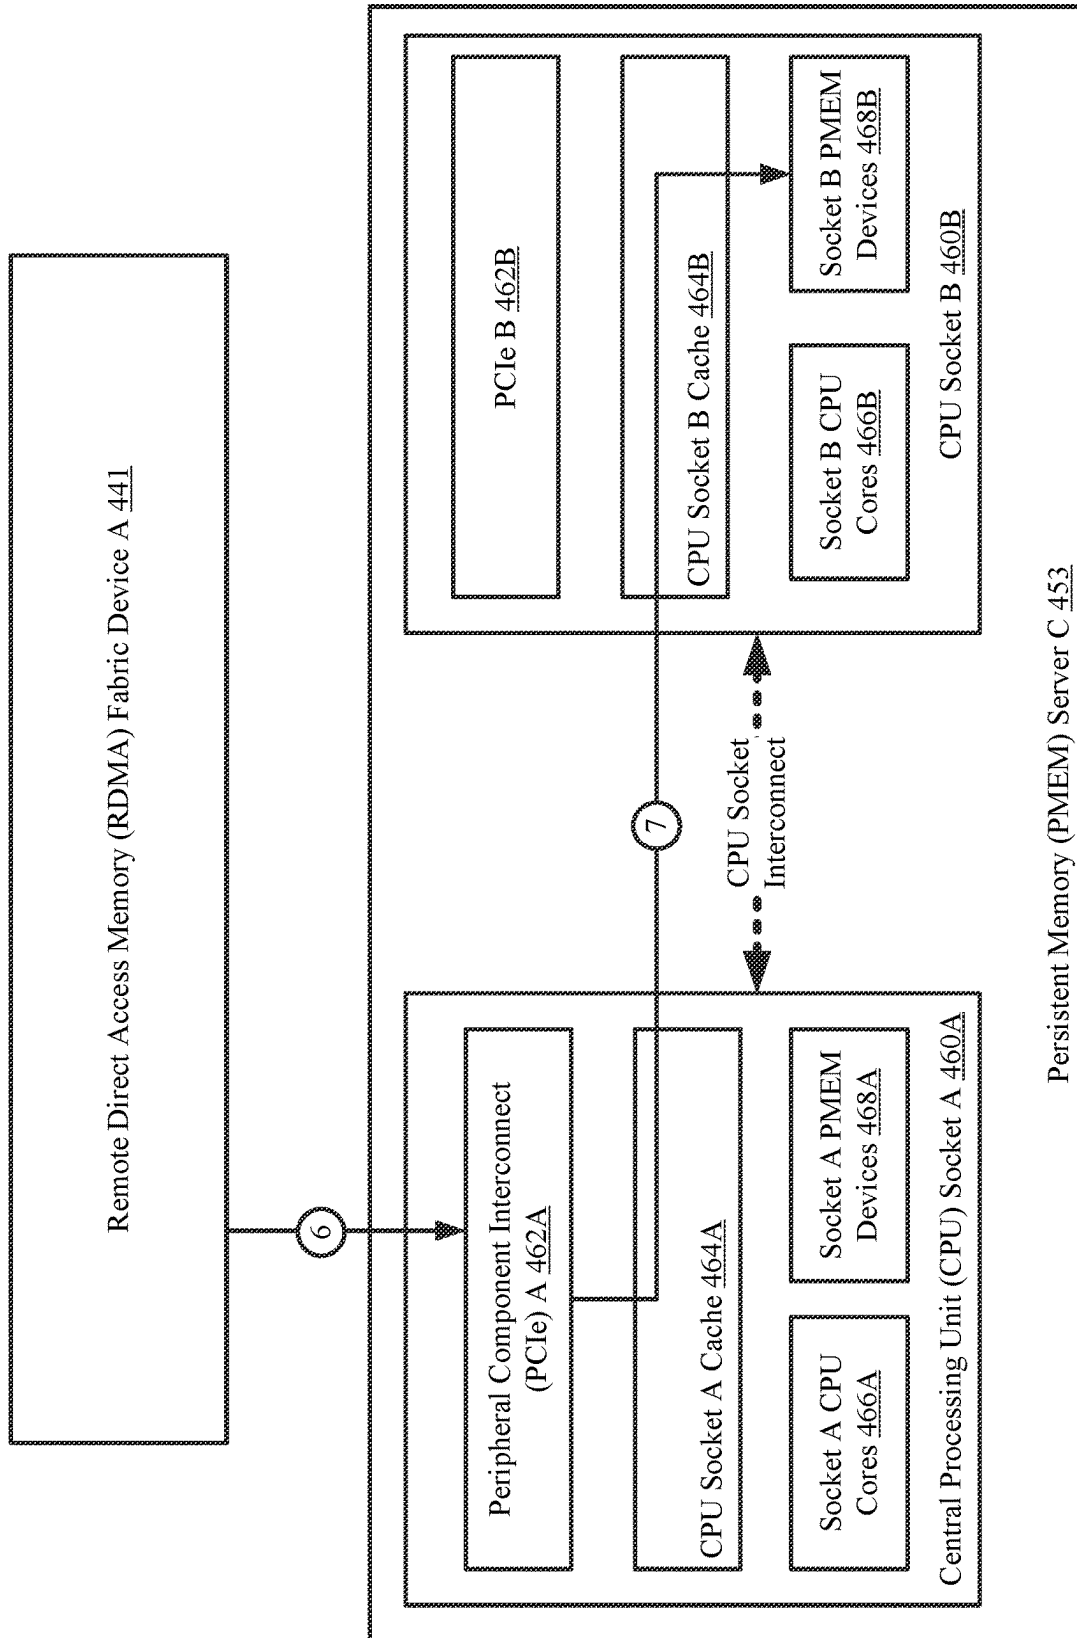 Remote Direct Access Memory (RDMA) Fabric Device A 441
6
Peripheral Component Interconnect
(PCIe) A 462A
CPU Socket A Cache 464A
Socket A CPU
Cores 466A
Socket A PMEM
Devices 468A
Central Processing Unit (CPU) Socket A 460A
7
CPU Socket
Interconnect
PCIe B 462B
CPU Socket B Cache 464B
Socket B CPU
Cores 466B
Socket B PMEM
Devices 468B
CPU Socket B 460B
Persistent Memory (PMEM) Server C 453